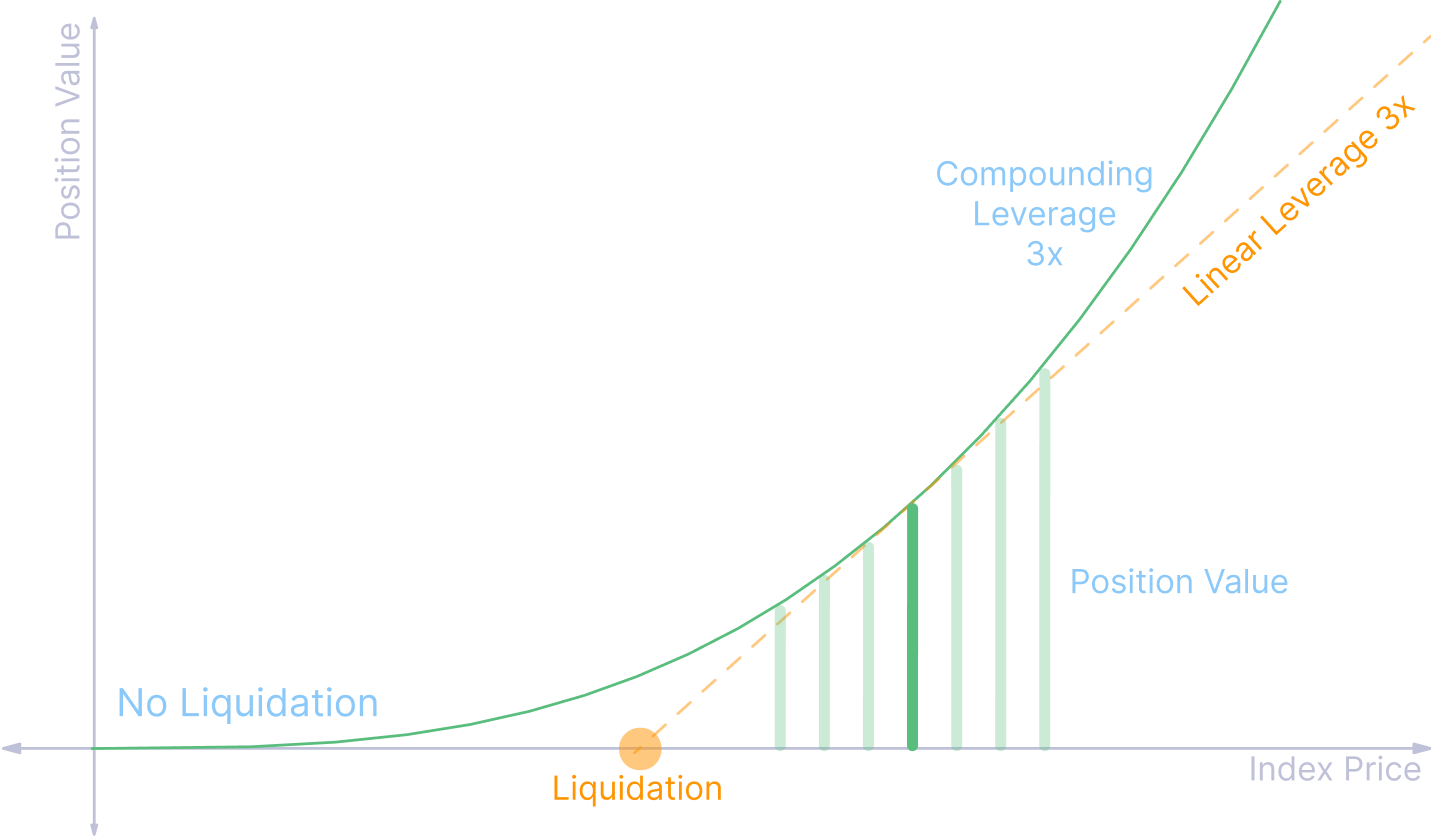 Position Value
Compounding
Leverage
3x
Linear Leverage 3x
Position Value
No Liquidation
Liquidation
Index Price